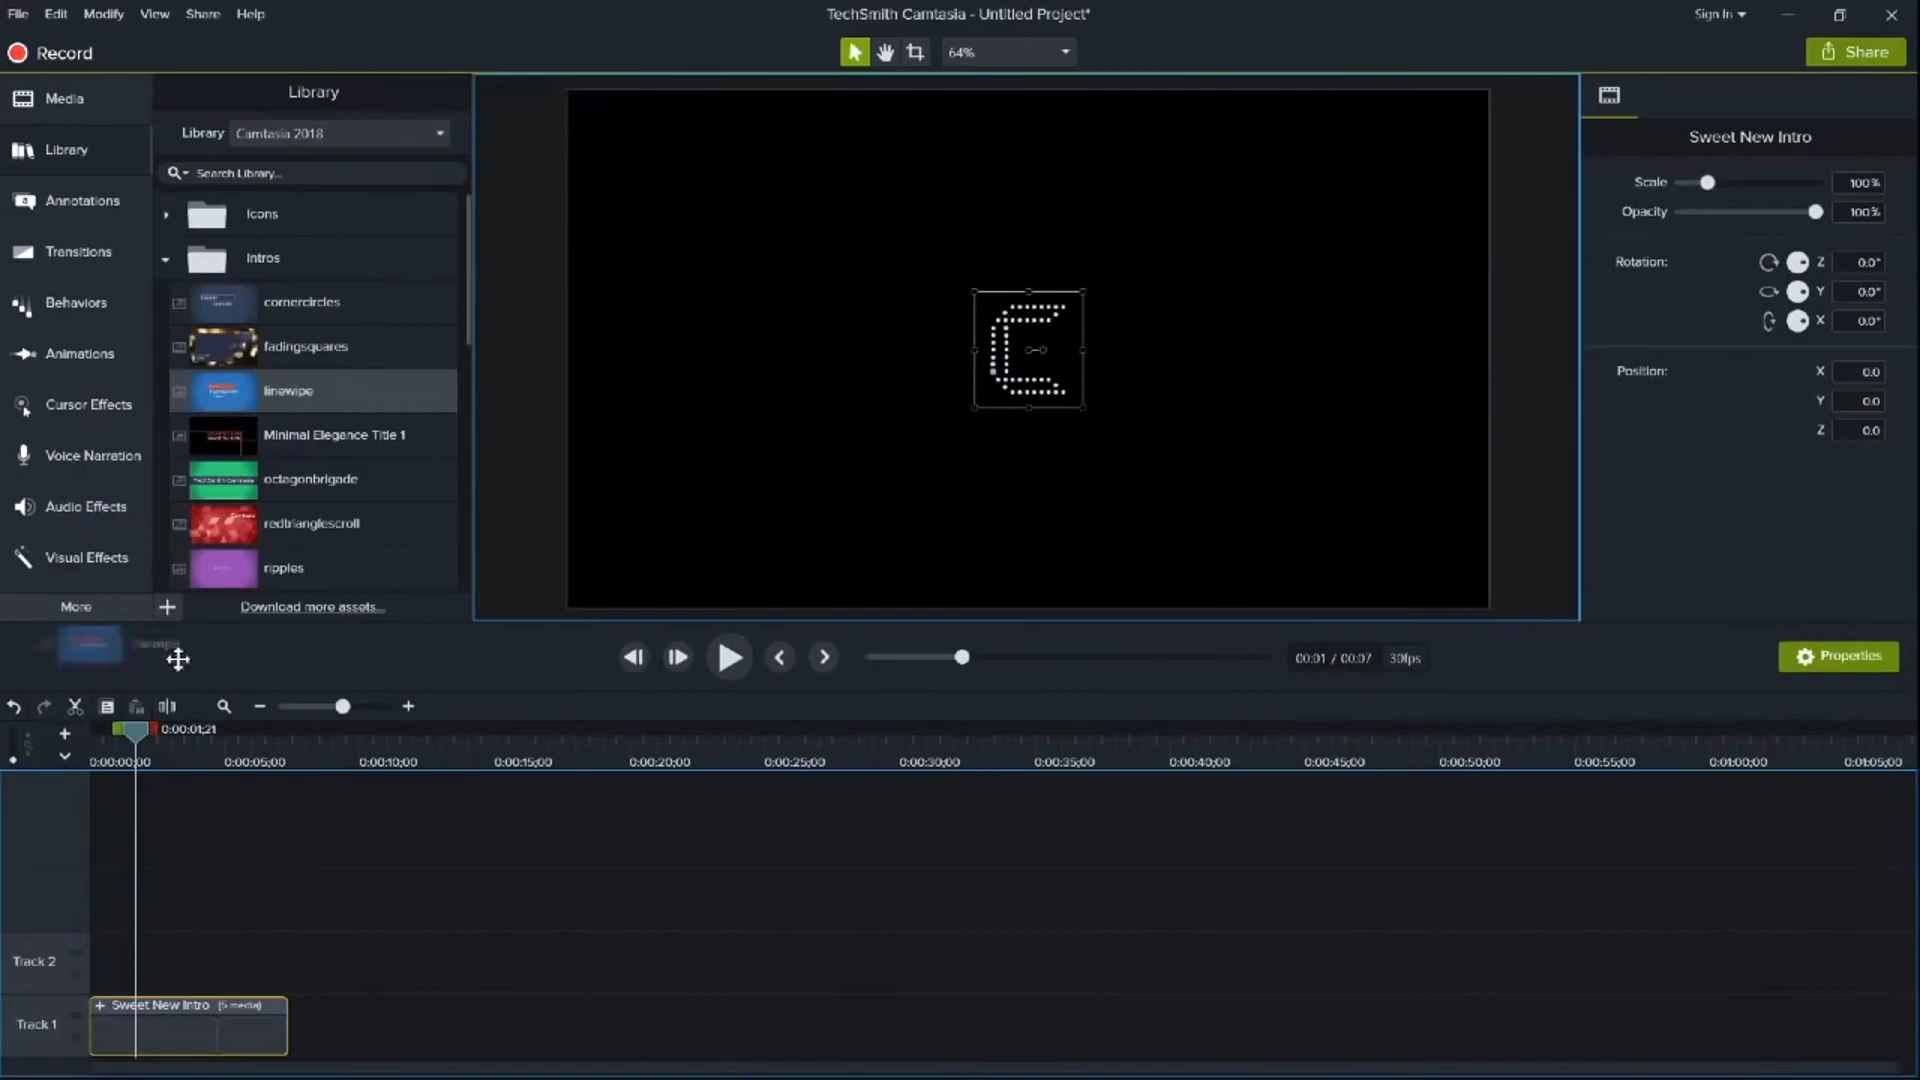 File Edit Modify View Share Help
TechSmith Camtasia - Untitled Project*
Sign In
Record
64%
Share
Media
Library
Annotations
Transitions
Behaviors
Animations
Cursor Effects
Voice Narration
Audio Effects
Visual Effects
More
Library
Library Camtasia 2018
Search Library...
Icons
Intros
cornercircles
fadingsquares
linewipe
Minimal Elegance Title 1
octagonbrigade
redtrianglescroll
ripples
Download more assets...
C
Sweet New Intro
Scale 100%
Opacity 100%
Rotation: Z 0.0°
Y 0.0°
X 0.0°
Position: X 0.0
Y 0.0
Z 0.0
00:01 / 00:07 30fps
Properties
0:00:01;21
0:00:00;00 0:00:05;00 0:00:10;00 0:00:15;00 0:00:20;00 0:00:25;00 0:00:30;00 0:00:35;00 0:00:40;00 0:00:45;00 0:00:50;00 0:00:55;00 0:01:00;00 0:01:05;00
Track 2
Track 1
Sweet New Intro (5 media)